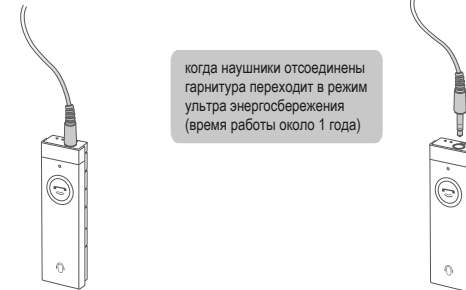 когда наушники отсоединены
гарнитура переходит в режим
ультра энергосбережения
(время работы около 1 года)